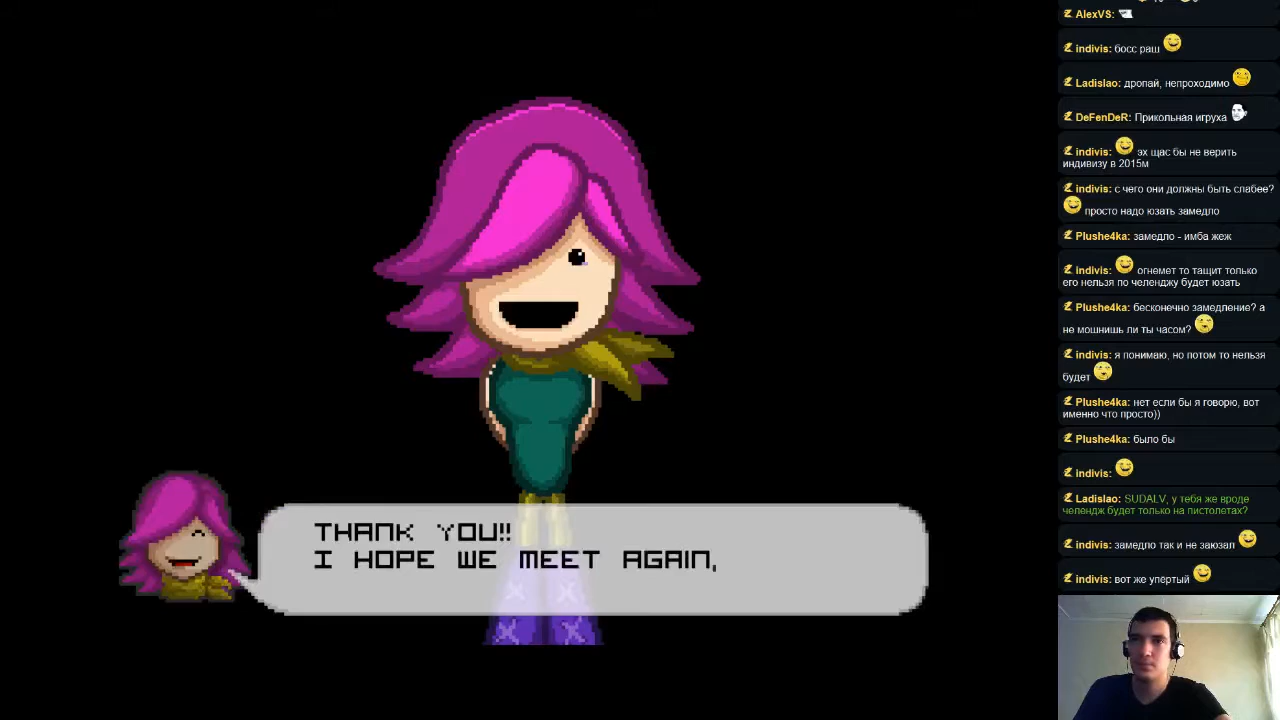 THANK YOU!!
I HOPE WE MEET AGAIN,
AlexVS:
indivis: босс раш
Ladislao: дропай, непроходимо
DeFenDeR: Прикольная игруха
indivis: эх щас бы не верить
индивизу в 2015м
indivis: с чего они должны быть слабее?
просто надо юзать замедло
Plushe4ka: замедло - имба жеж
indivis: огнемет то тащит только
его нельзя по челенджу будет юзать
Plushe4ka: бесконечно замедление? а
не мошнишь ли ты часом?
indivis: я понимаю, но потом то нельзя
будет
Plushe4ka: нет если бы я говорю, вот
именно что просто))
Plushe4ka: было бы
indivis:
Ladislao: SUDALV, у тебя же вроде
челендж будет только на пистолетах?
indivis: замедло так и не заюзал
indivis: вот же упёртый